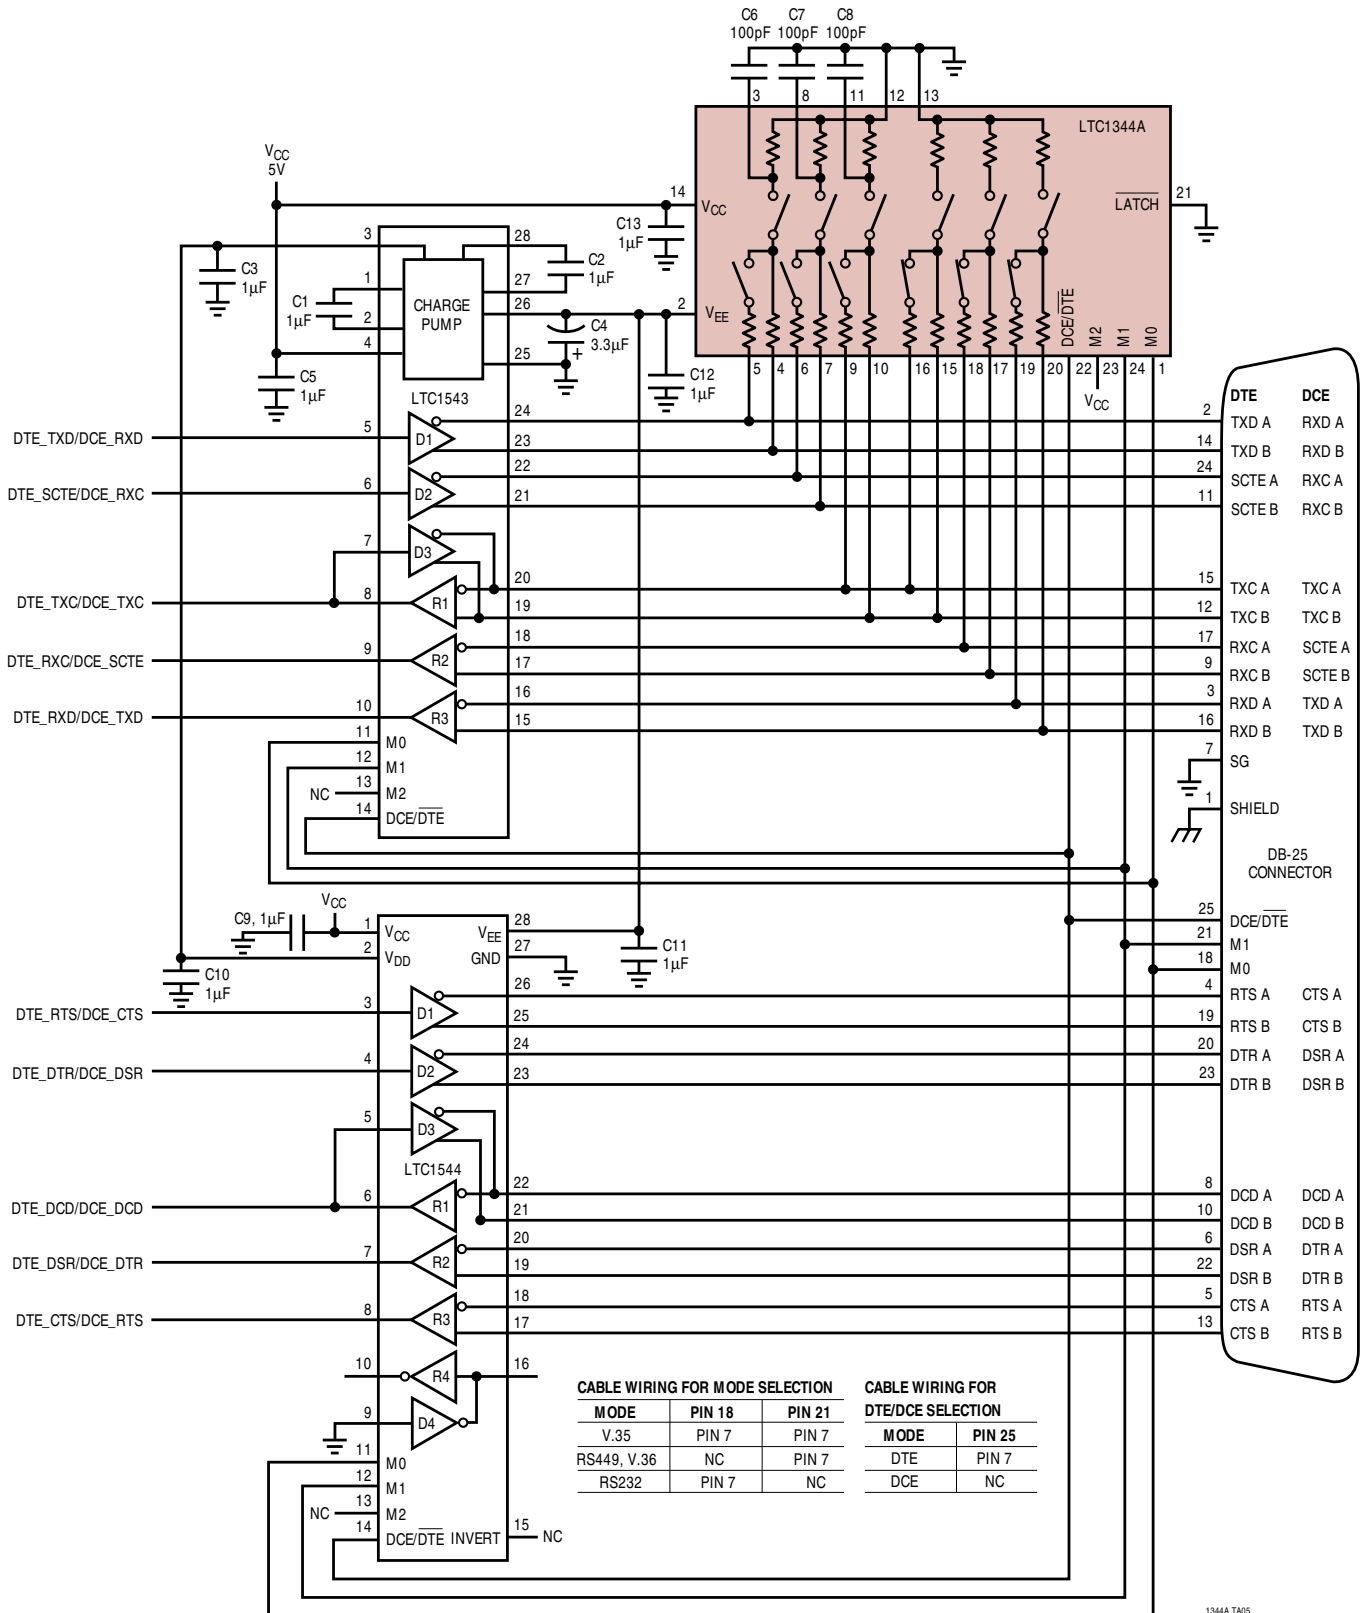 C6 C7 C8
100pF 100pF 100pF
3 8 11 12 13
LTC1344A
VCC
5V
14
VCC
LATCH
21
C13
1µF
3
28
C3
1µF
C2
1µF
1
27
C1
1µF
CHARGE
PUMP
26
2
2
VEE
C4
3.3µF
+
4
25
C5
1µF
C12
1µF
DCE/DTE
M2
M1
M0
5 4 6 7 9 10 16 15 18 17 19 20 22 23 24 1
VCC
LTC1543
DTE DCE
DTE_TXD/DCE_RXD
5
D1
24
23
2
TXD A RXD A
14
TXD B RXD B
DTE_SCTE/DCE_RXC
6
D2
22
21
24
SCTE A RXC A
11
SCTE B RXC B
7
D3
DTE_TXC/DCE_TXC
8
R1
20
19
15
TXC A TXC A
12
TXC B TXC B
DTE_RXC/DCE_SCTE
9
R2
18
17
17
RXC A SCTE A
9
RXC B SCTE B
DTE_RXD/DCE_TXD
10
R3
16
15
3
RXD A TXD A
16
RXD B TXD B
11
M0
12
M1
NC
13
M2
14
DCE/DTE
7
SG
1
SHIELD
DB-25
CONNECTOR
C9, 1µF
VCC
1
VCC
2
VDD
VEE
28
GND
27
C11
1µF
C10
1µF
25
DCE/DTE
21
M1
18
M0
DTE_RTS/DCE_CTS
3
D1
26
25
4
RTS A CTS A
19
RTS B CTS B
DTE_DTR/DCE_DSR
4
D2
24
23
20
DTR A DSR A
23
DTR B DSR B
5
D3
LTC1544
DTE_DCD/DCE_DCD
6
R1
22
21
8
DCD A DCD A
10
DCD B DCD B
DTE_DSR/DCE_DTR
7
R2
20
19
6
DSR A DTR A
22
DSR B DTR B
DTE_CTS/DCE_RTS
8
R3
18
17
5
CTS A RTS A
13
CTS B RTS B
10
R4
16
9
D4
11
M0
12
M1
NC
13
M2
14
DCE/DTE INVERT
15
NC
CABLE WIRING FOR MODE SELECTION
MODE PIN 18 PIN 21
V.35 PIN 7 PIN 7
RS449, V.36 NC PIN 7
RS232 PIN 7 NC
CABLE WIRING FOR
DTE/DCE SELECTION
MODE PIN 25
DTE PIN 7
DCE NC
1344A TA05